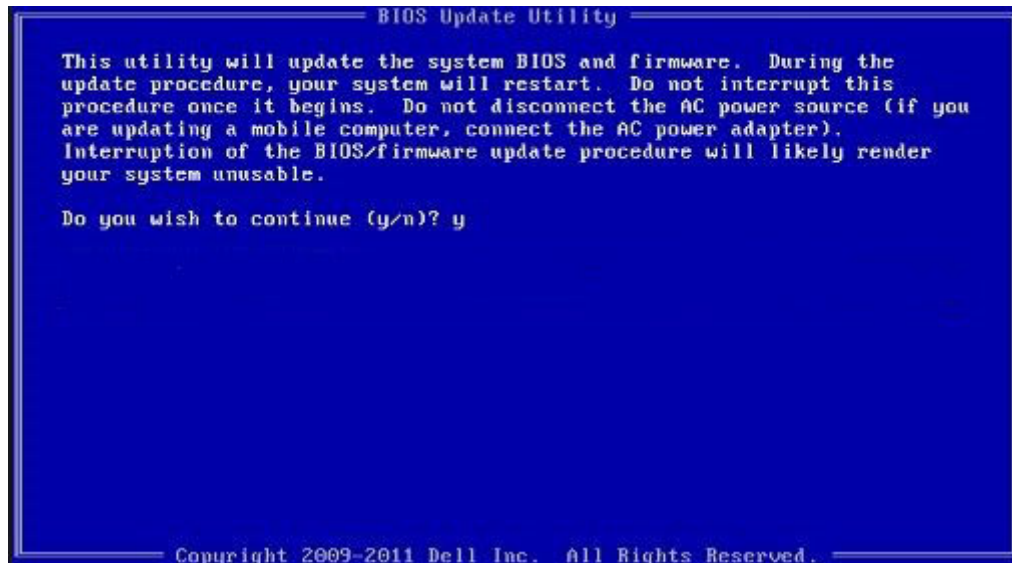 BIOS Update Utility
This utility will update the system BIOS and firmware.  During the
update procedure, your system will restart.  Do not interrupt this
procedure once it begins.  Do not disconnect the AC power source (if you
are updating a mobile computer, connect the AC power adapter).
Interruption of the BIOS/firmware update procedure will likely render
your system unusable.
Do you wish to continue (y/n)? y
Copyright 2009-2011 Dell Inc.  All Rights Reserved.